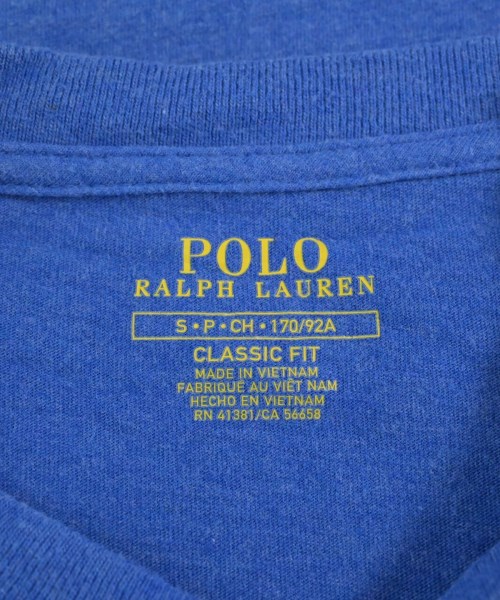 POLO
RALPH LAUREN
S • P • CH • 170/92A
CLASSIC FIT
MADE IN VIETNAM
FABRIQUÉ AU VIÊT NAM
HECHO EN VIETNAM
RN 41381/CA 56658